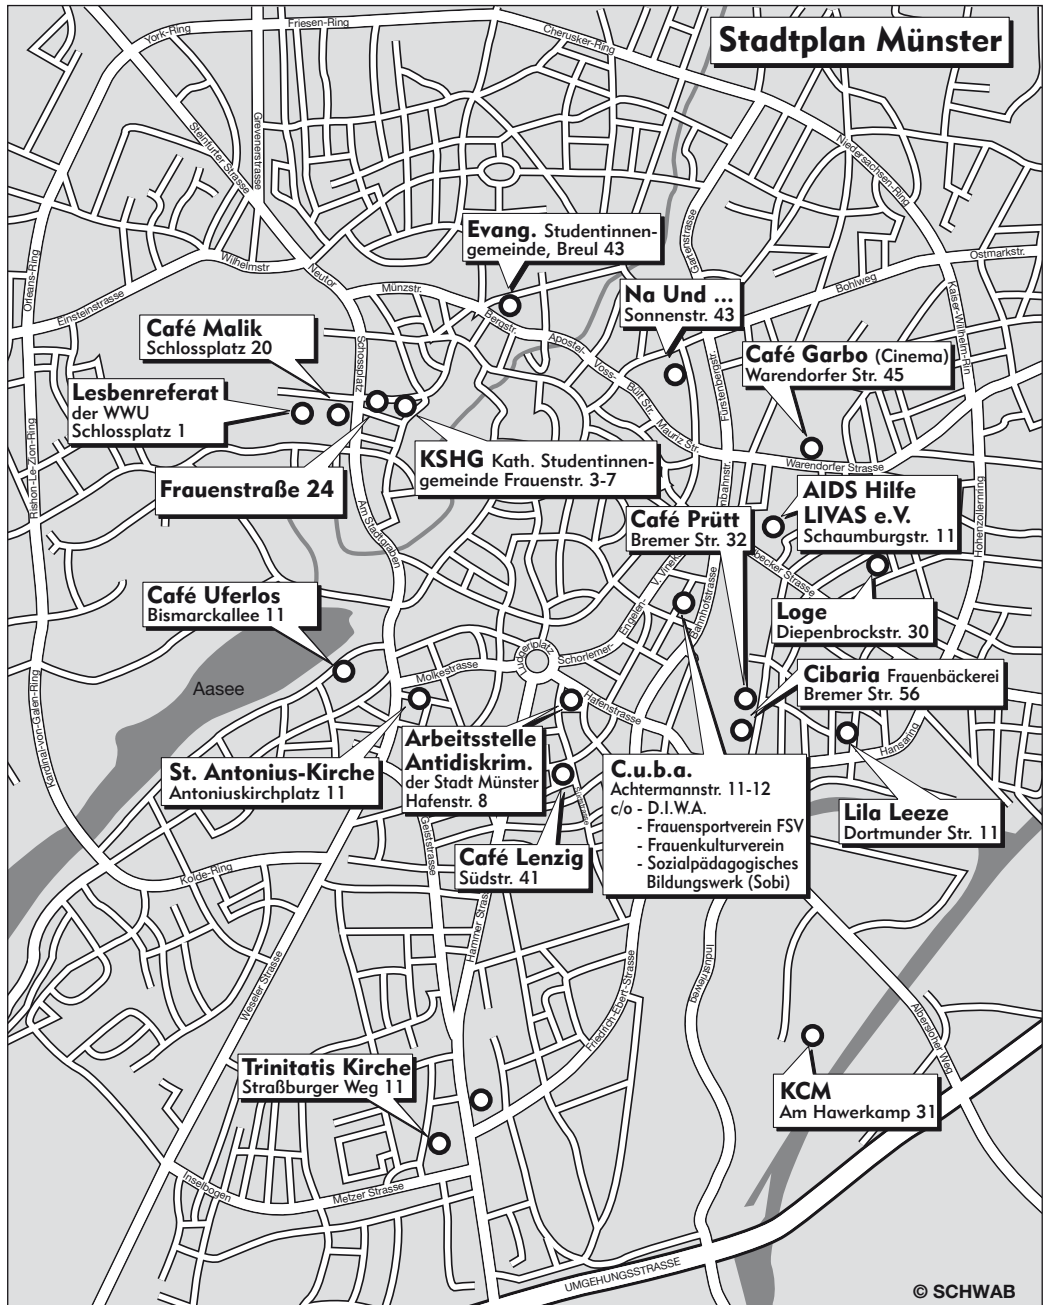 Stadtplan Münster
York-Ring
Friesen-Ring
Cherusker-Ring
Niedersachsen-Ring
Steinfurter Strasse
Grevenerstrasse
Gartenstrasse
Evang. Studentinnen-
gemeinde, Breul 43
Ostmarkstr.
Orleans-Ring
Wilhelmstr
Neutor
Münzstr.
Bohlweg
Kaiser-Wilhelm-Rin
Einsteinstrasse
Na Und ...
Sonnenstr. 43
Bergstr.
Apostel-
Café Malik
Schlossplatz 20
Schossplatz
Voss-
Fürstenbergstr.
Café Garbo (Cinema)
Warendorfer Str. 45
Lesbenreferat
der WWU
Schlossplatz 1
Bült Str.
Mauriz Str.
Rishon-Le-Zion-Ring
KSHG Kath. Studentinnen-
gemeinde Frauenstr. 3-7
Warendorfer Strasse
Frauenstraße 24
Am Stadtgraben
AIDS Hilfe
LIVAS e.V.
Schaumburgstr. 11
Hohenzollernring
Café Prütt
Bremer Str. 32
Café Uferlos
Bismarckallee 11
V. Vinek
Bahnhofstrasse
Engelen-
Loge
Diepenbrockstr. 30
Schorlemer-
Ludgeriplatz
Molkestrasse
Aasee
Cibaria Frauenbäckerei
Bremer Str. 56
Hafenstrasse
Hansaring
Kardinal-von-Galen-Ring
St. Antonius-Kirche
Antoniuskirchplatz 11
Arbeitsstelle
Antidiskrim.
der Stadt Münster
Hafenstr. 8
C.u.b.a.
Achtermannstr. 11-12
c/o - D.I.W.A.
- Frauensportverein FSV
- Frauenkulturverein
- Sozialpädagogisches
Bildungswerk (Sobi)
Lila Leeze
Dortmunder Str. 11
Geiststrasse
Café Lenzig
Südstr. 41
Kolde-Ring
Hammer Stras
Weseler Strasse
Friedrich-Ebert-Strasse
Industrieweg
Albersloher Weg
Trinitatis Kirche
Straßburger Weg 11
KCM
Am Hawerkamp 31
Inselbogen
Metzer Strasse
UMGEHUNGSSTRASSE
© SCHWAB